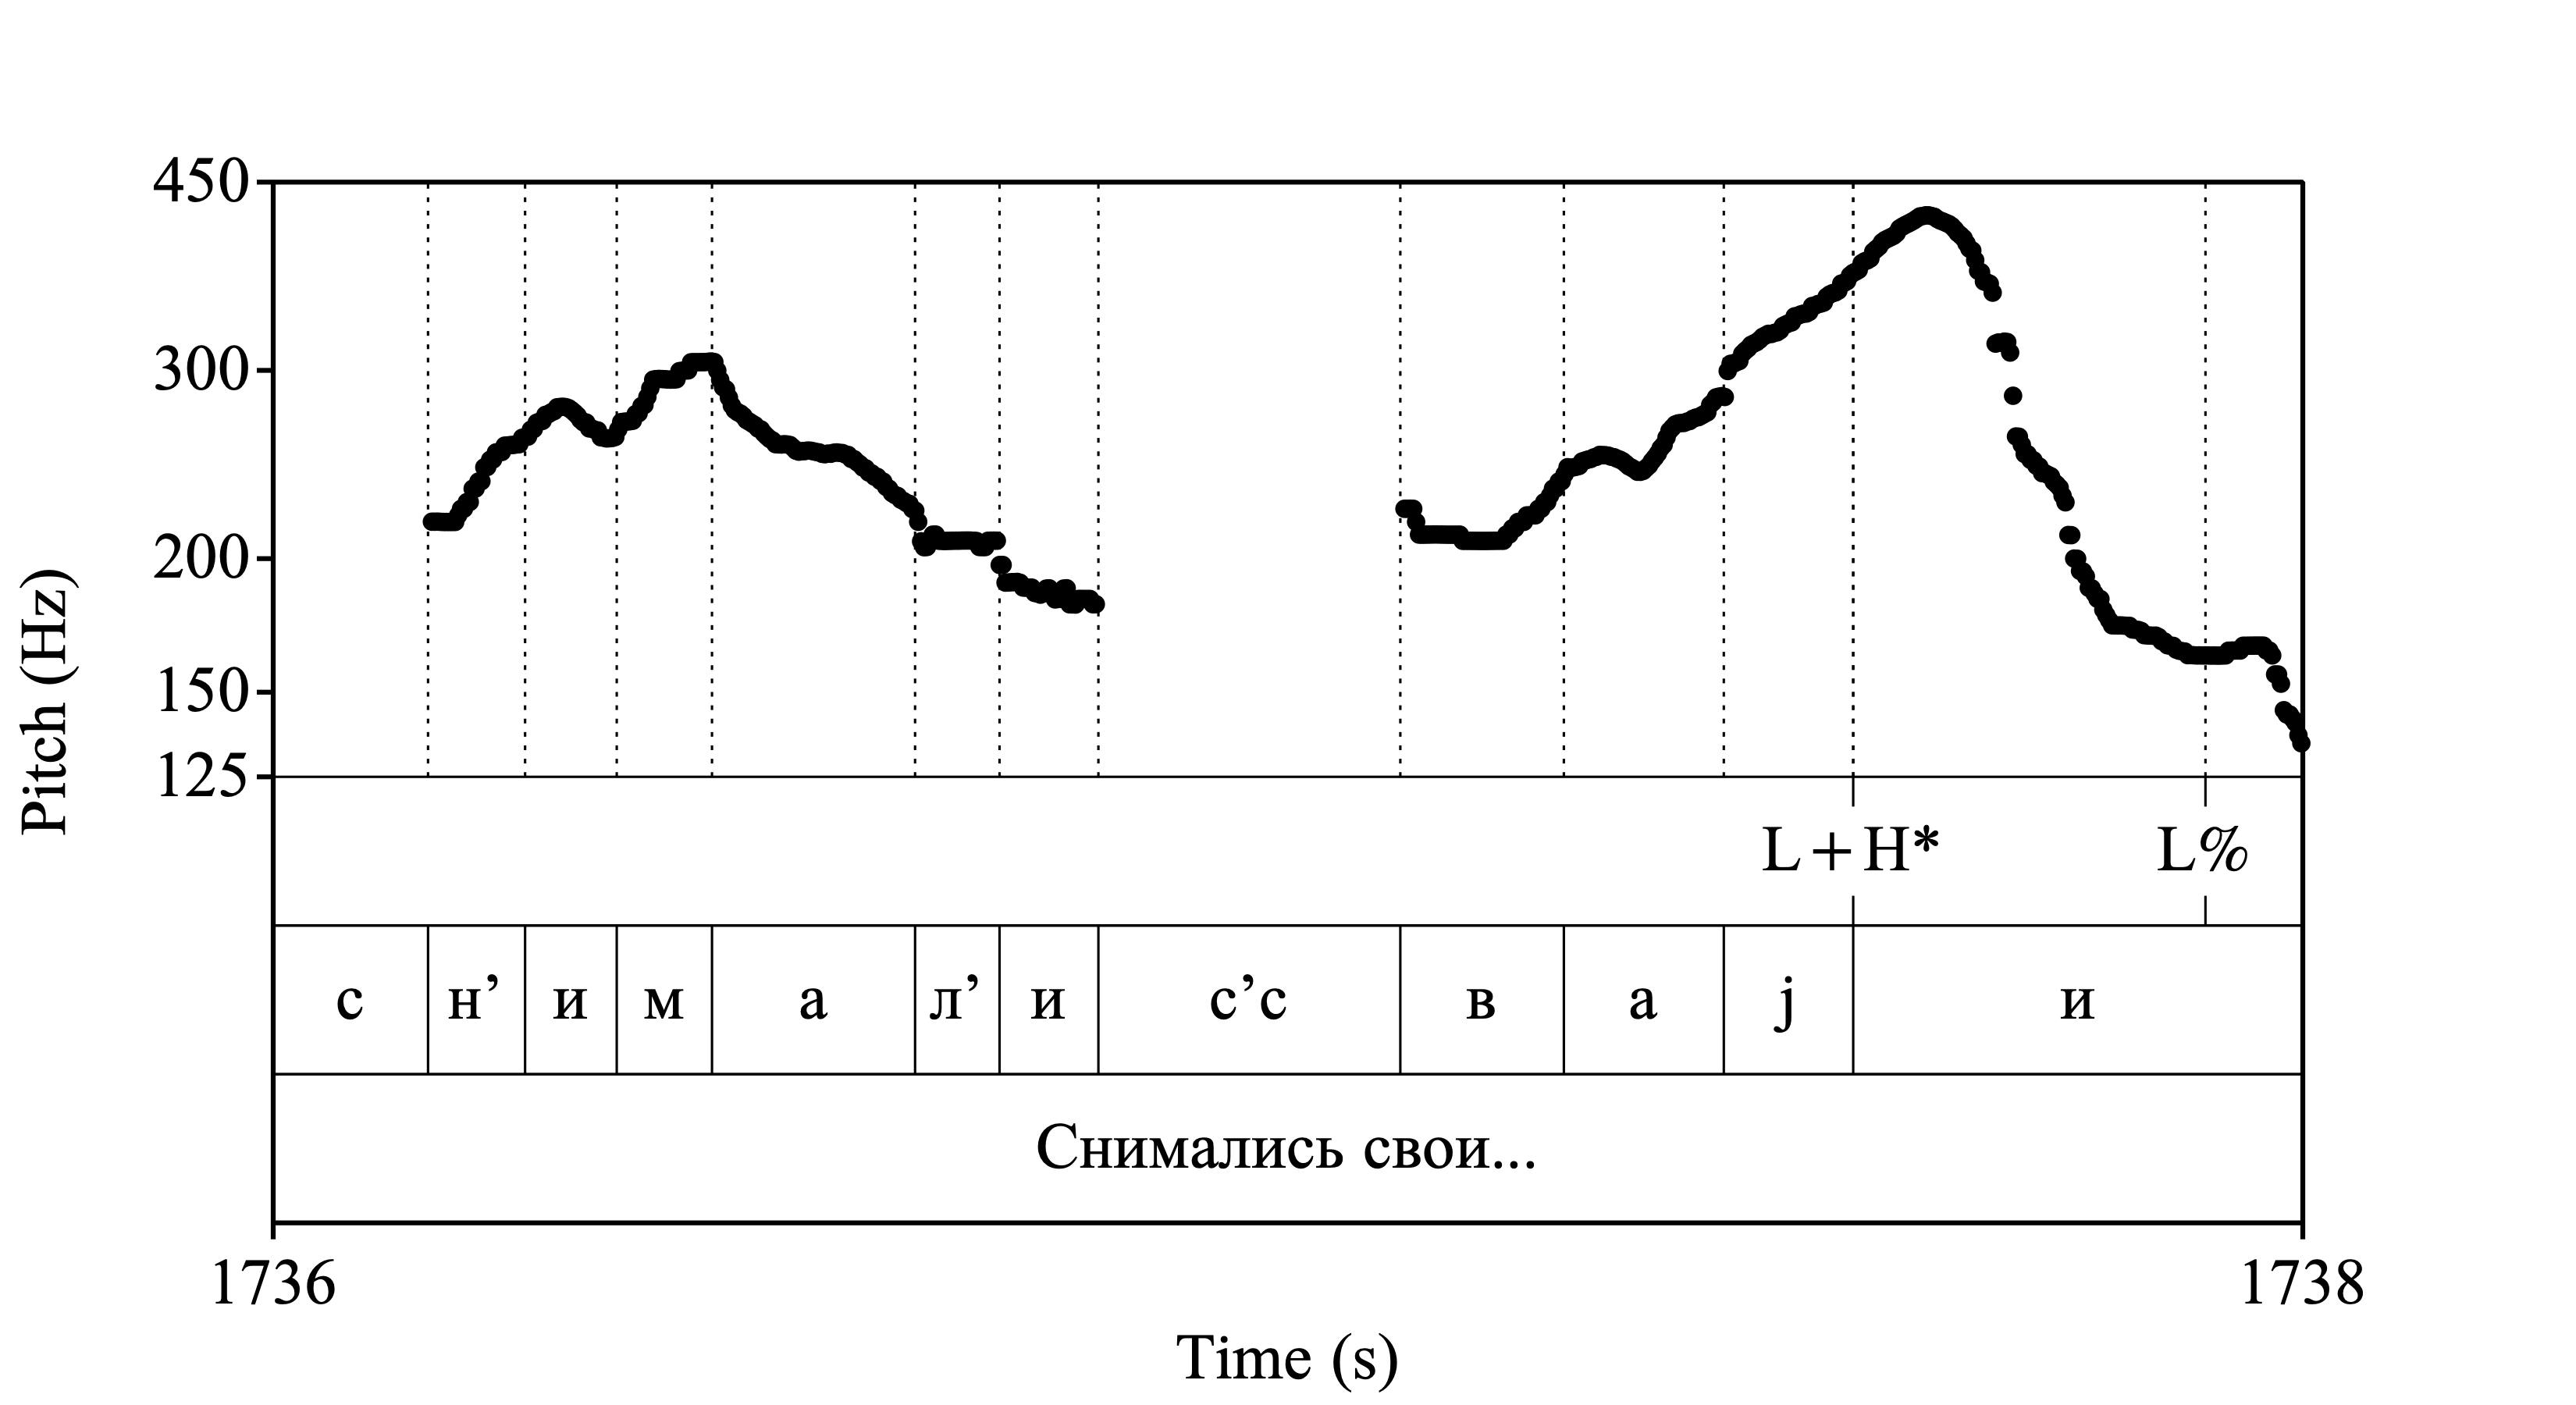 450
300
200
150
125
Pitch (Hz)
L+H* L%
с н’ и м а л’ и с’с в а j и
Снимались свои...
1736 1738
Time (s)